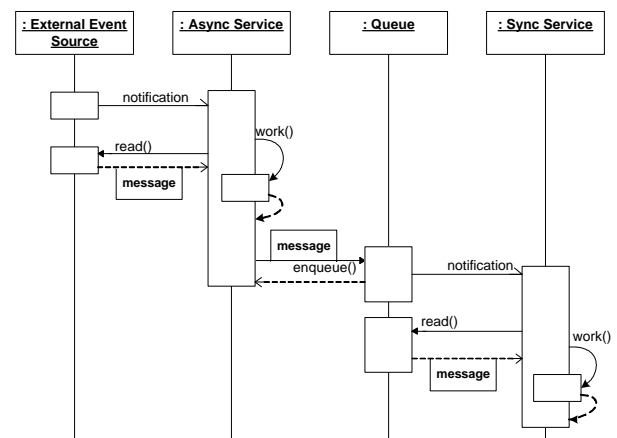 : External Event
Source
: Async Service
: Queue
: Sync Service
notification
work()
read()
message
message
enqueue()
notification
read()
work()
message